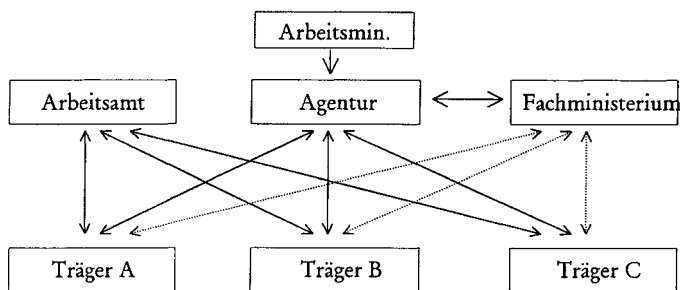 Arbeitsmin.
Arbeitsamt
Agentur
Fachministerium
Träger A
Träger B
Träger C